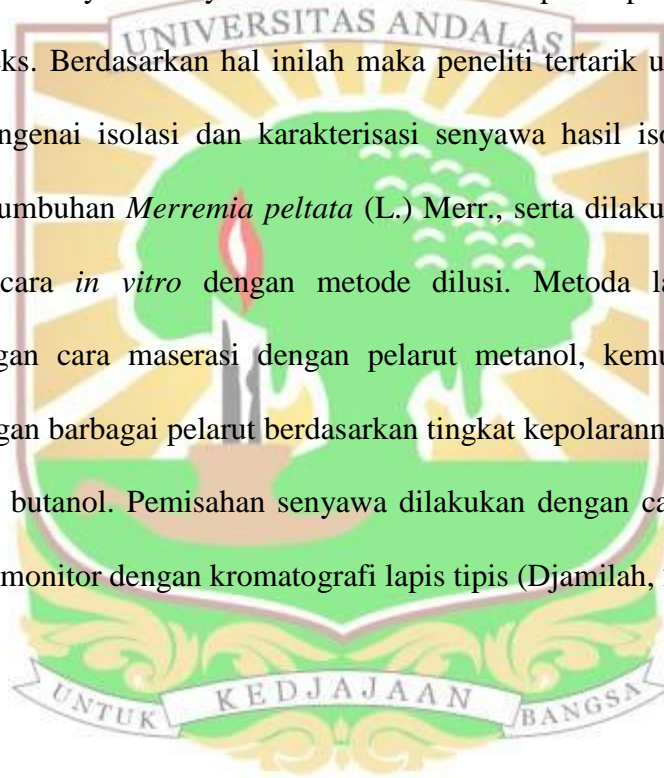 UNIVERSITAS ANDALAS
eks. Berdasarkan hal inilah maka peneliti tertarik u
ngenai isolasi dan karakterisasi senyawa hasil iso
umbuhan Merremia peltata (L.) Merr., serta dilaku
cara in vitro dengan metode dilusi. Metoda la
gan cara maserasi dengan pelarut metanol, kemu
gan barbagai pelarut berdasarkan tingkat kepolarann
butanol. Pemisahan senyawa dilakukan dengan ca
monitor dengan kromatografi lapis tipis (Djamilah,
UNTUK KEDJAJAAN BANGSA